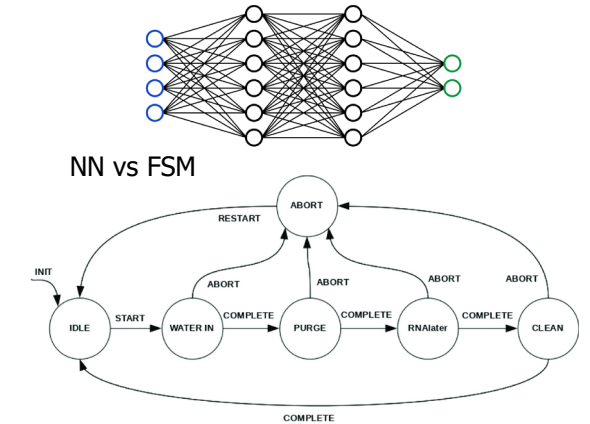 NN vs FSM
ABORT
RESTART
INIT
ABORT
ABORT
ABORT
ABORT
START
COMPLETE
COMPLETE
COMPLETE
IDLE
WATER IN
PURGE
RNAlater
CLEAN
COMPLETE